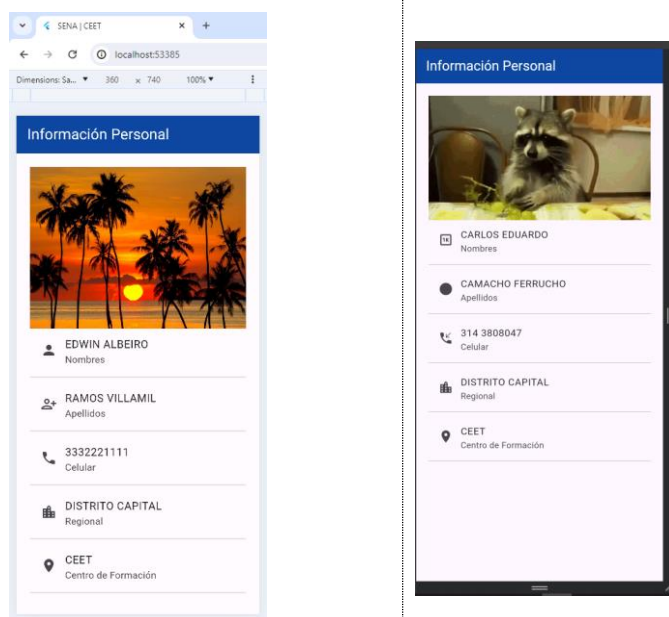 SENA | CEET
localhost:53385
Dimensions: Sa... 360 x 740 100%
Información Personal
EDWIN ALBEIRO
Nombres
RAMOS VILLAMIL
Apellidos
3332221111
Celular
DISTRITO CAPITAL
Regional
CEET
Centro de Formación
Información Personal
1K
CARLOS EDUARDO
Nombres
CAMACHO FERRUCHO
Apellidos
314 3808047
Celular
DISTRITO CAPITAL
Regional
CEET
Centro de Formación